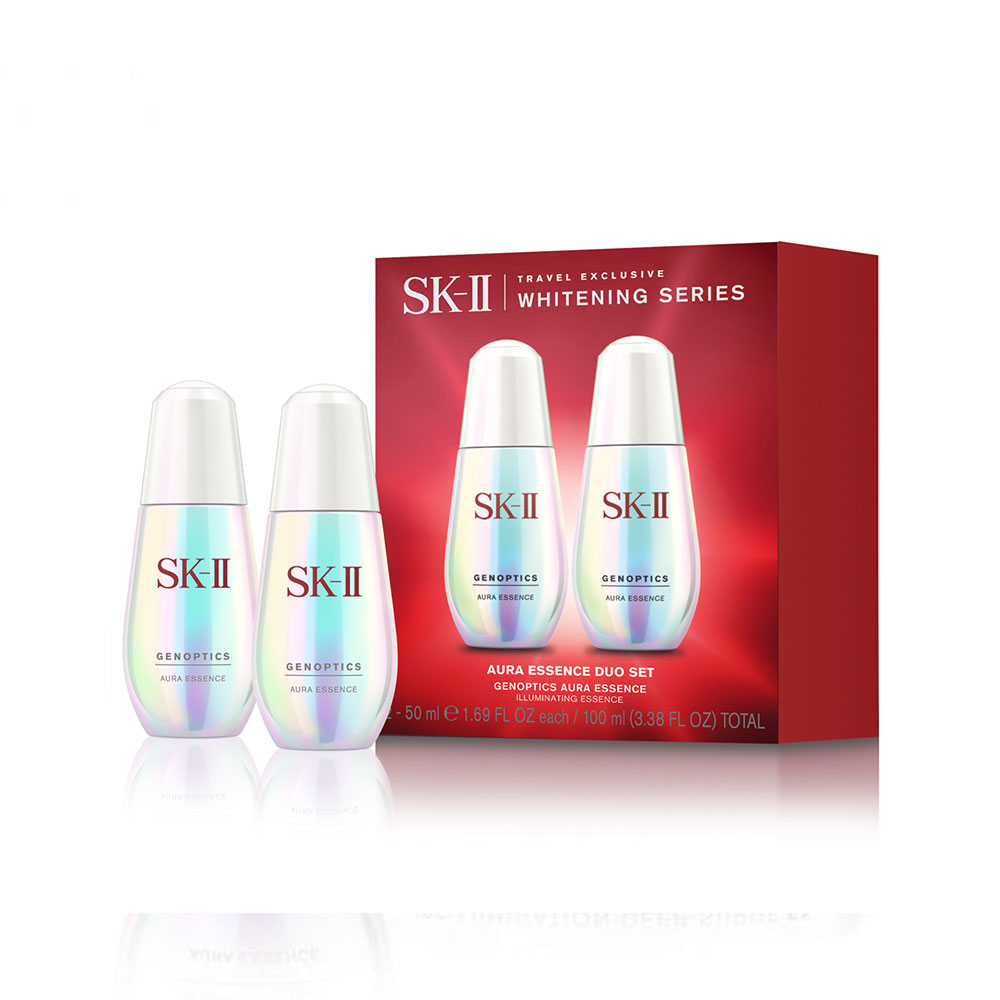 SK-II
TRAVEL EXCLUSIVE
WHITENING SERIES
SK-II
GENOPTICS
AURA ESSENCE
SK-II
GENOPTICS
AURA ESSENCE
AURA ESSENCE DUO SET
GENOPTICS AURA ESSENCE
ILLUMINATING ESSENCE
- 50 ml ℮ 1.69 FL OZ each / 100 ml (3.38 FL OZ) TOTAL
SK-II
GENOPTICS
AURA ESSENCE
SK-II
GENOPTICS
AURA ESSENCE